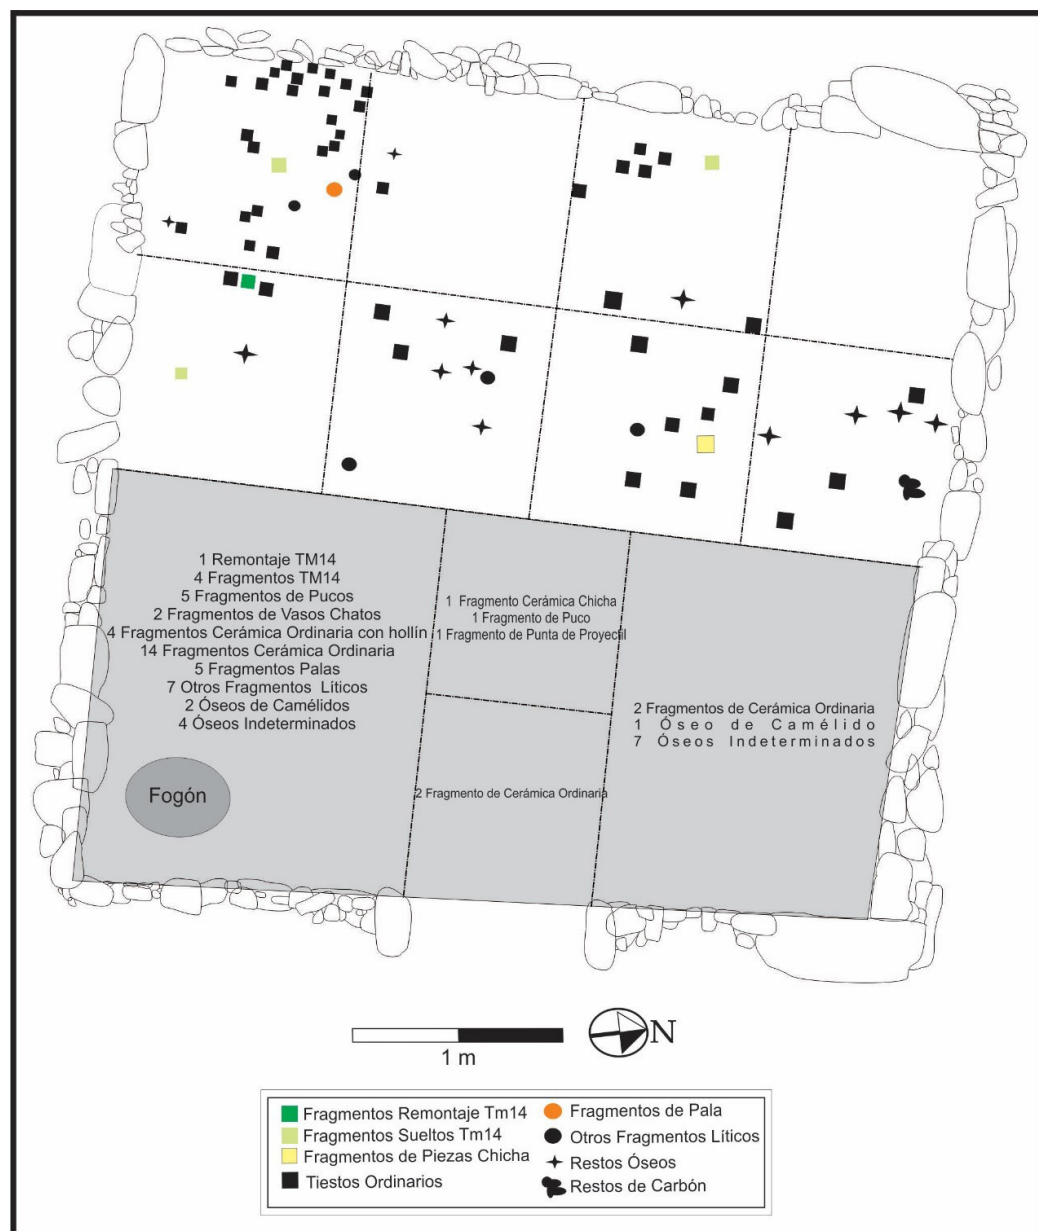 1 Remontaje TM14
4 Fragmentos TM14
5 Fragmentos de Pucos
2 Fragmentos de Vasos Chatos
4 Fragmentos Cerámica Ordinaria con hollín
14 Fragmentos Cerámica Ordinaria
5 Fragmentos Palas
7 Otros Fragmentos Líticos
2 Óseos de Camélidos
4 Óseos Indeterminados
Fogón
1 Fragmento Cerámica Chicha
1 Fragmento de Puco
1 Fragmento de Punta de Proyectil
2 Fragmento de Cerámica Ordinaria
2 Fragmentos de Cerámica Ordinaria
1 Óseo de Camélido
7 Óseos Indeterminados
1 m
N
Fragmentos Remontaje Tm14
Fragmentos Sueltos Tm14
Fragmentos de Piezas Chicha
Tiestos Ordinarios
Fragmentos de Pala
Otros Fragmentos Líticos
Restos Óseos
Restos de Carbón